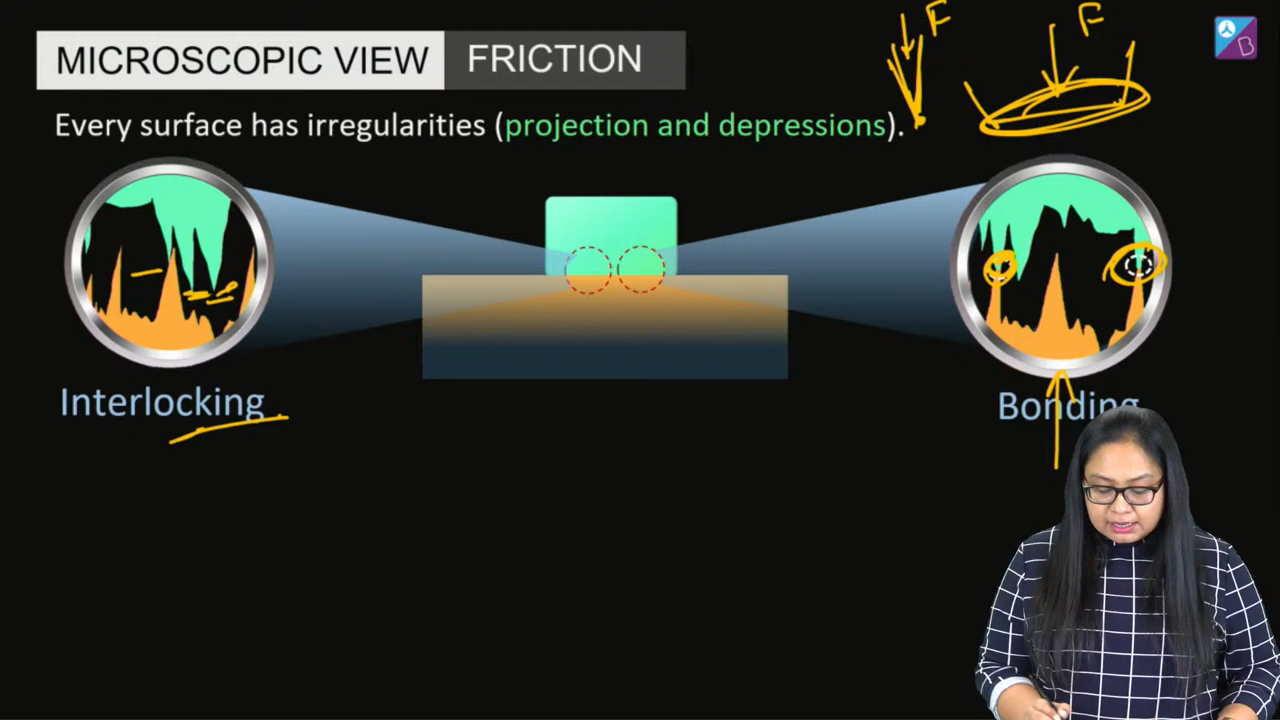 MICROSCOPIC VIEW FRICTION
F
F
Every surface has irregularities (projection and depressions).
Interlocking
Bonding
B